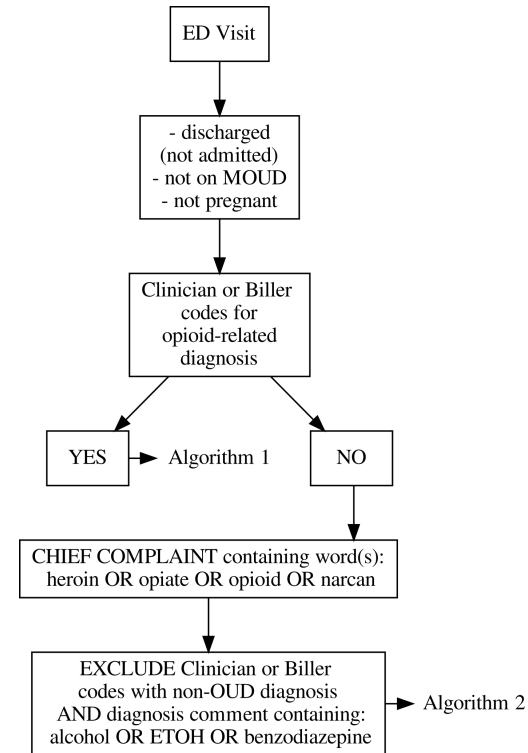 ED Visit
- discharged
(not admitted)
- not on MOUD
- not pregnant
Clinician or Biller
codes for
opioid-related
diagnosis
YES
Algorithm 1
NO
CHIEF COMPLAINT containing word(s):
heroin OR opiate OR opioid OR narcan
EXCLUDE Clinician or Biller
codes with non-OUD diagnosis
AND diagnosis comment containing:
alcohol OR ETOH OR benzodiazepine
Algorithm 2